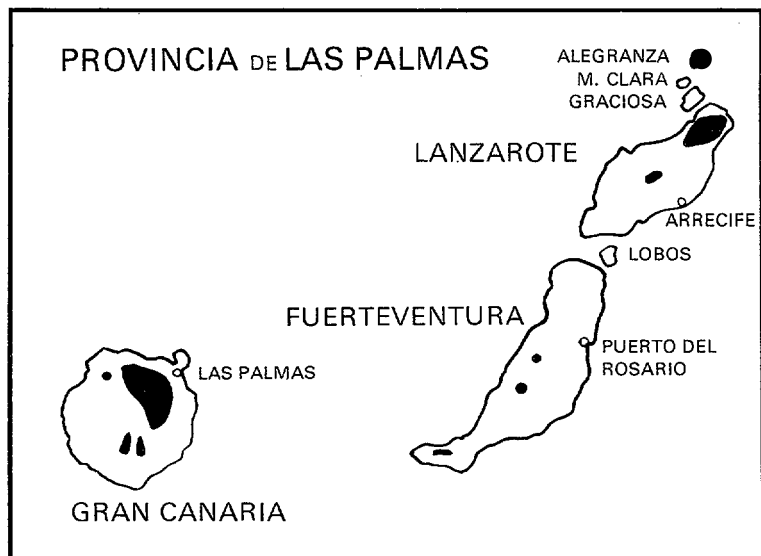 PROVINCIA DE LAS PALMAS
ALEGRANZA
M. CLARA
GRACIOSA
LANZAROTE
ARRECIFE
LOBOS
FUERTEVENTURA
PUERTO DEL
ROSARIO
LAS PALMAS
GRAN CANARIA